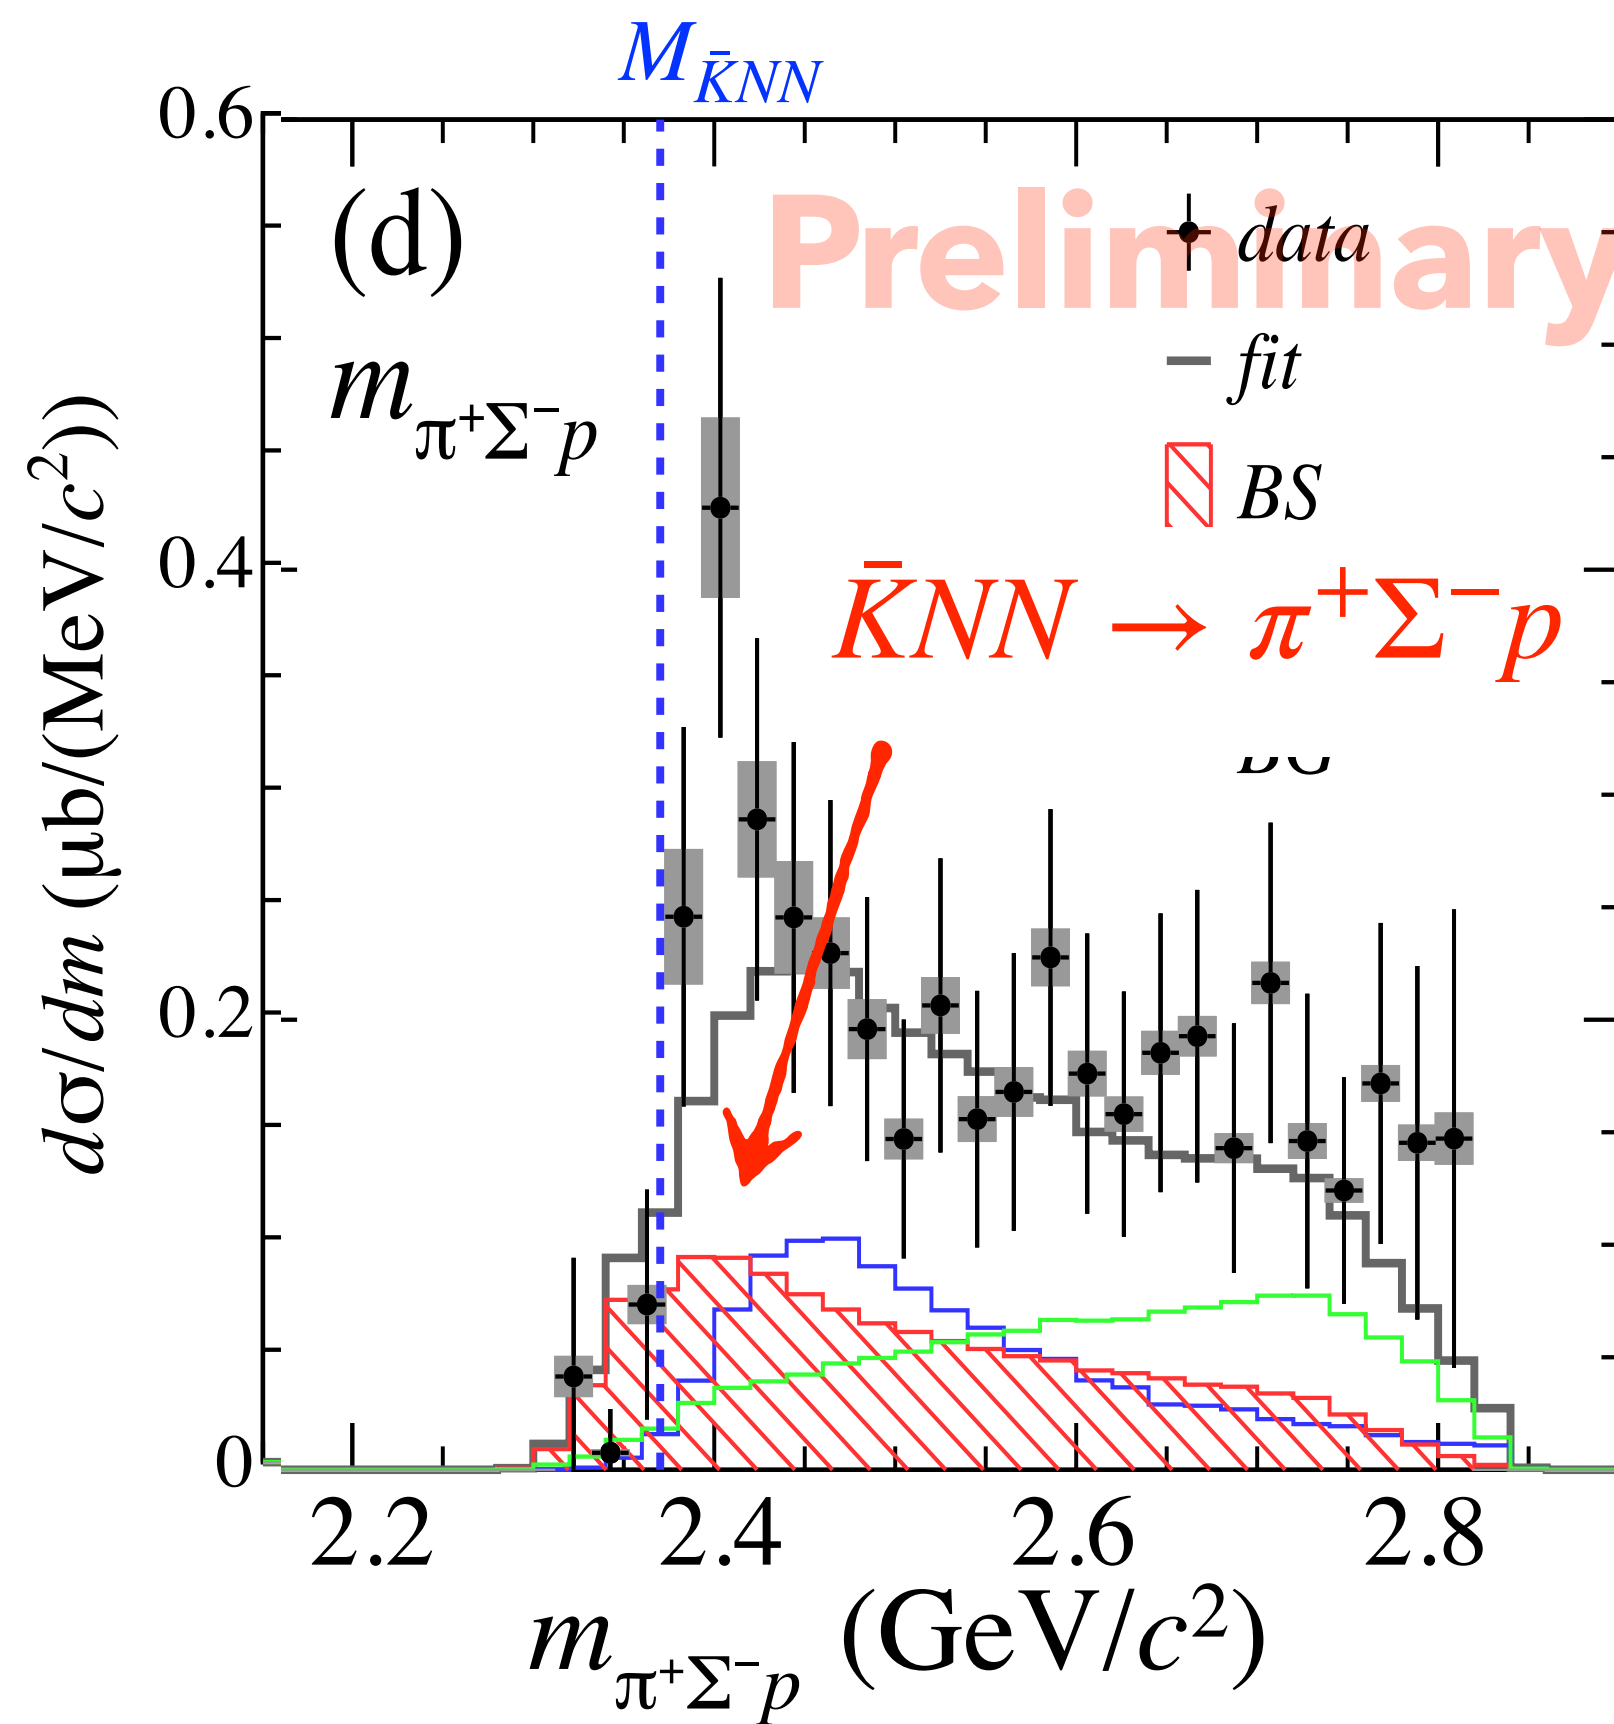 M_K̄NN
0.6
(d)
Preliminary
data
m_π⁺Σ⁻p
fit
BS
0.4
K̄NN → π⁺Σ⁻p
BG
dσ/dm (μb/(MeV/c²))
0.2
0
2.2 2.4 2.6 2.8
m_π⁺Σ⁻p (GeV/c²)